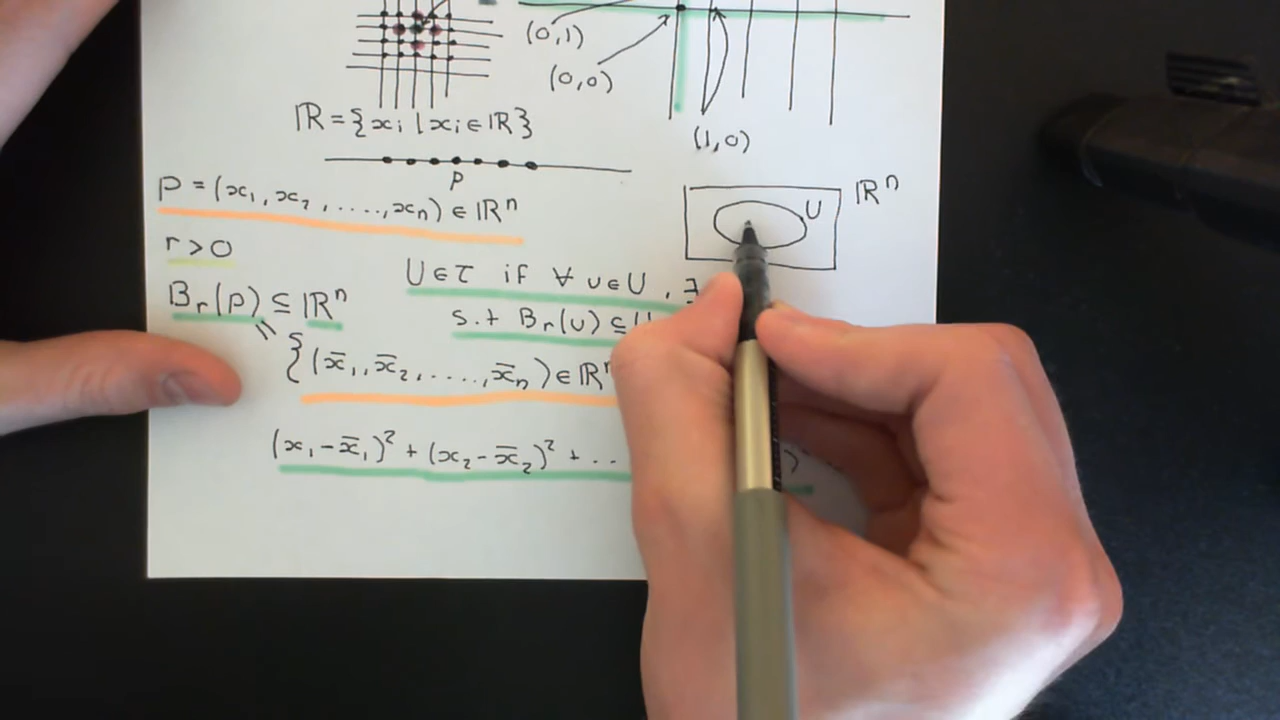 (0,1)
(0,0)
(1,0)
ℝ = {xᵢ | xᵢ ∈ ℝ}
p
p = (x₁, x₂, ....., xₙ) ∈ ℝⁿ
ℝⁿ
U
r > 0
U ∈ τ if ∀ u ∈ U, ∃
Bᵣ(p) ⊆ ℝⁿ
s.t Bᵣ(u) ⊆ U
=
{(x̄₁, x̄₂, ....., x̄ₙ) ∈ ℝⁿ
(x₁ - x̄₁)² + (x₂ - x̄₂)² + ..